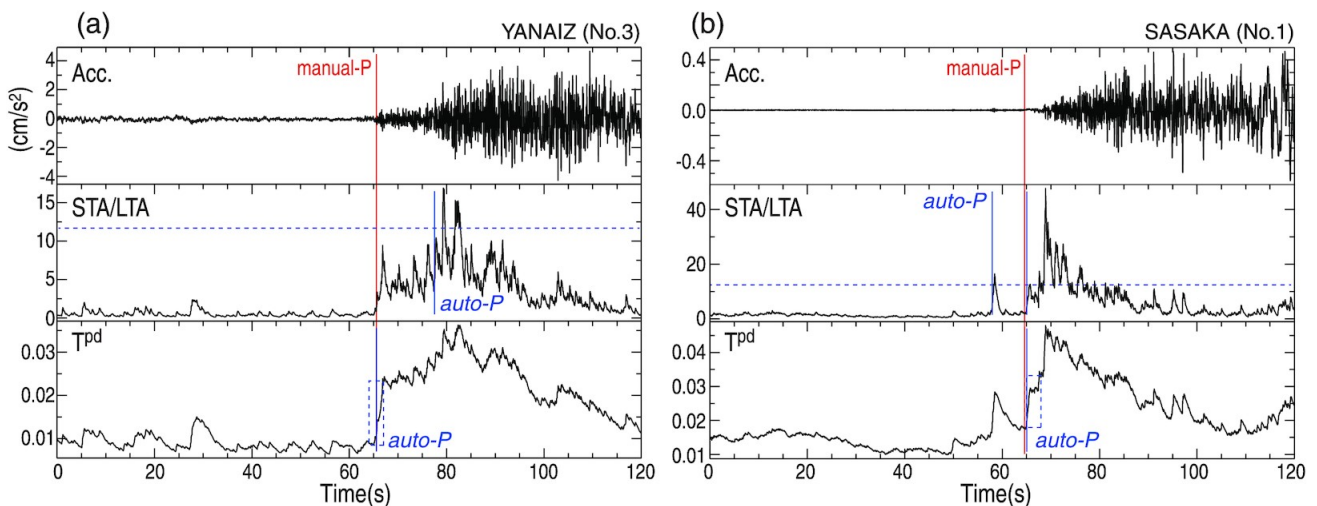 (a)
YANAIZ (No.3)
Acc.
manual-P
(cm/s²)
4
2
0
-2
-4
STA/LTA
15
10
5
0
auto-P
Tᵖᵈ
0.03
0.02
0.01
auto-P
0 20 40 60 80 100 120
Time(s)
(b)
SASAKA (No.1)
Acc.
manual-P
0.4
0.0
-0.4
STA/LTA
auto-P
40
20
0
Tᵖᵈ
0.04
0.03
0.02
0.01
auto-P
0 20 40 60 80 100 120
Time(s)